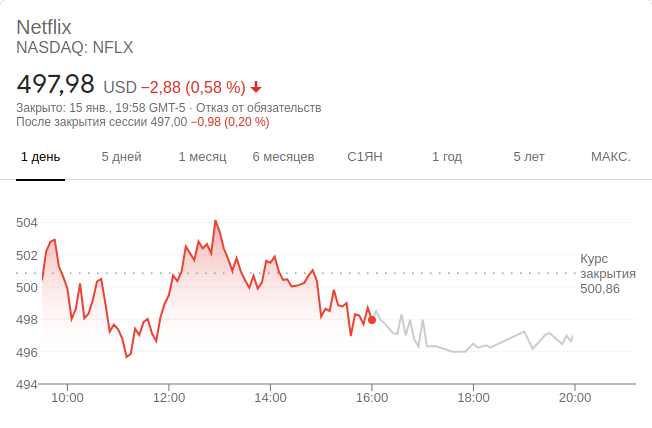 Netflix
NASDAQ: NFLX
497,98 USD −2,88 (0,58 %)
Закрыто: 15 янв., 19:58 GMT-5 · Отказ от обязательств
После закрытия сессии 497,00 −0,98 (0,20 %)
1 день 5 дней 1 месяц 6 месяцев С1ЯН 1 год 5 лет МАКС.
504
502
500
498
496
494
Курс
закрытия
500,86
10:00 12:00 14:00 16:00 18:00 20:00